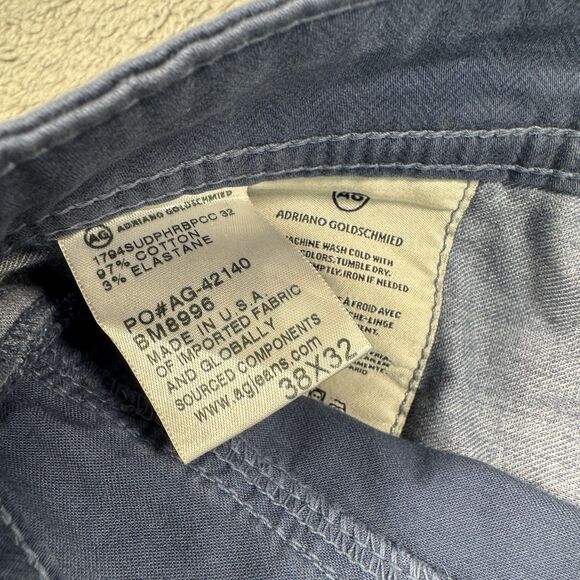 AG ADRIANO GOLDSCHMIED
1794SUDPHRBPCC 32
97% COTTON
3% ELASTANE
PO#AG-42140
BM8996
MADE IN U.S.A.
OF IMPORTED FABRIC
AND GLOBALLY
SOURCED COMPONENTS
www.agjeans.com
38X32
AG
ADRIANO GOLDSCHMIED
MACHINE WASH COLD WITH
COLORS; TUMBLE DRY.
IRON IF NEEDED
À FROID AVEC